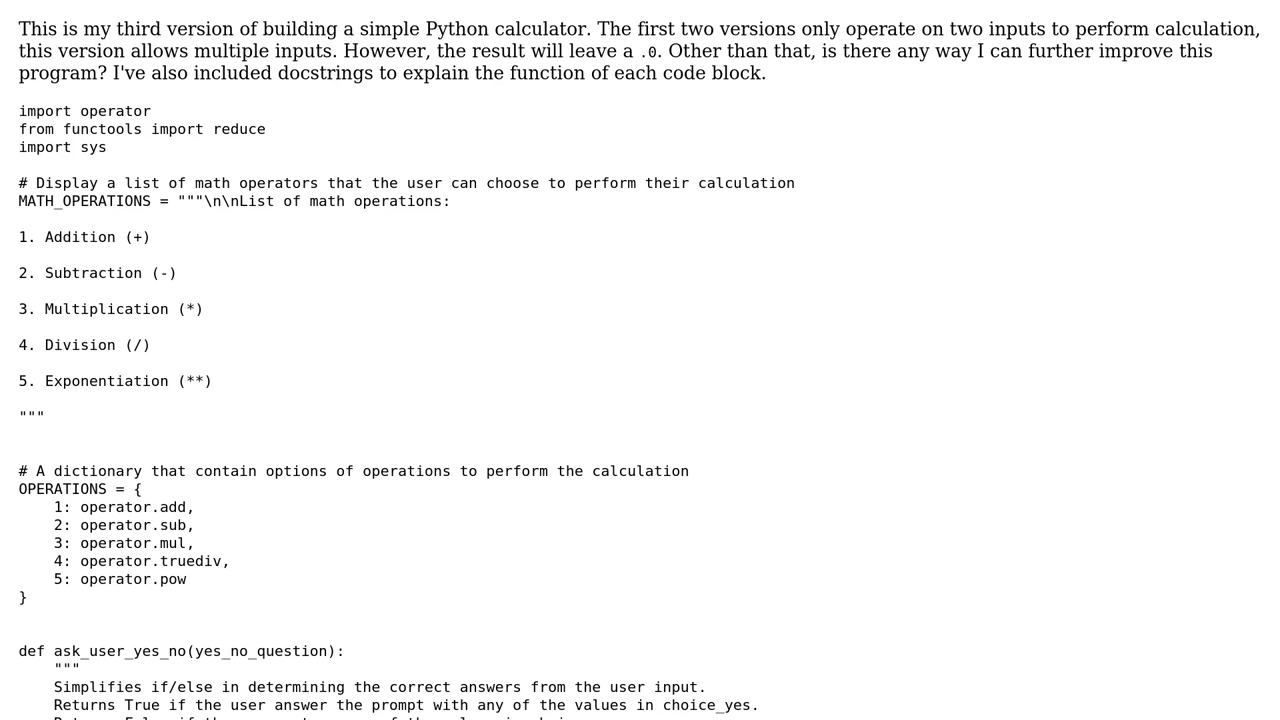 This is my third version of building a simple Python calculator. The first two versions only operate on two inputs to perform calculation,
this version allows multiple inputs. However, the result will leave a .0. Other than that, is there any way I can further improve this
program? I've also included docstrings to explain the function of each code block.
import operator
from functools import reduce
import sys
# Display a list of math operators that the user can choose to perform their calculation
MATH_OPERATIONS = """\n\nList of math operations:
1. Addition (+)
2. Subtraction (-)
3. Multiplication (*)
4. Division (/)
5. Exponentiation (**)
"""
# A dictionary that contain options of operations to perform the calculation
OPERATIONS = {
    1: operator.add,
    2: operator.sub,
    3: operator.mul,
    4: operator.truediv,
    5: operator.pow
}
def ask_user_yes_no(yes_no_question):
    """
    Simplifies if/else in determining the correct answers from the user input.
    Returns True if the user answer the prompt with any of the values in choice_yes.